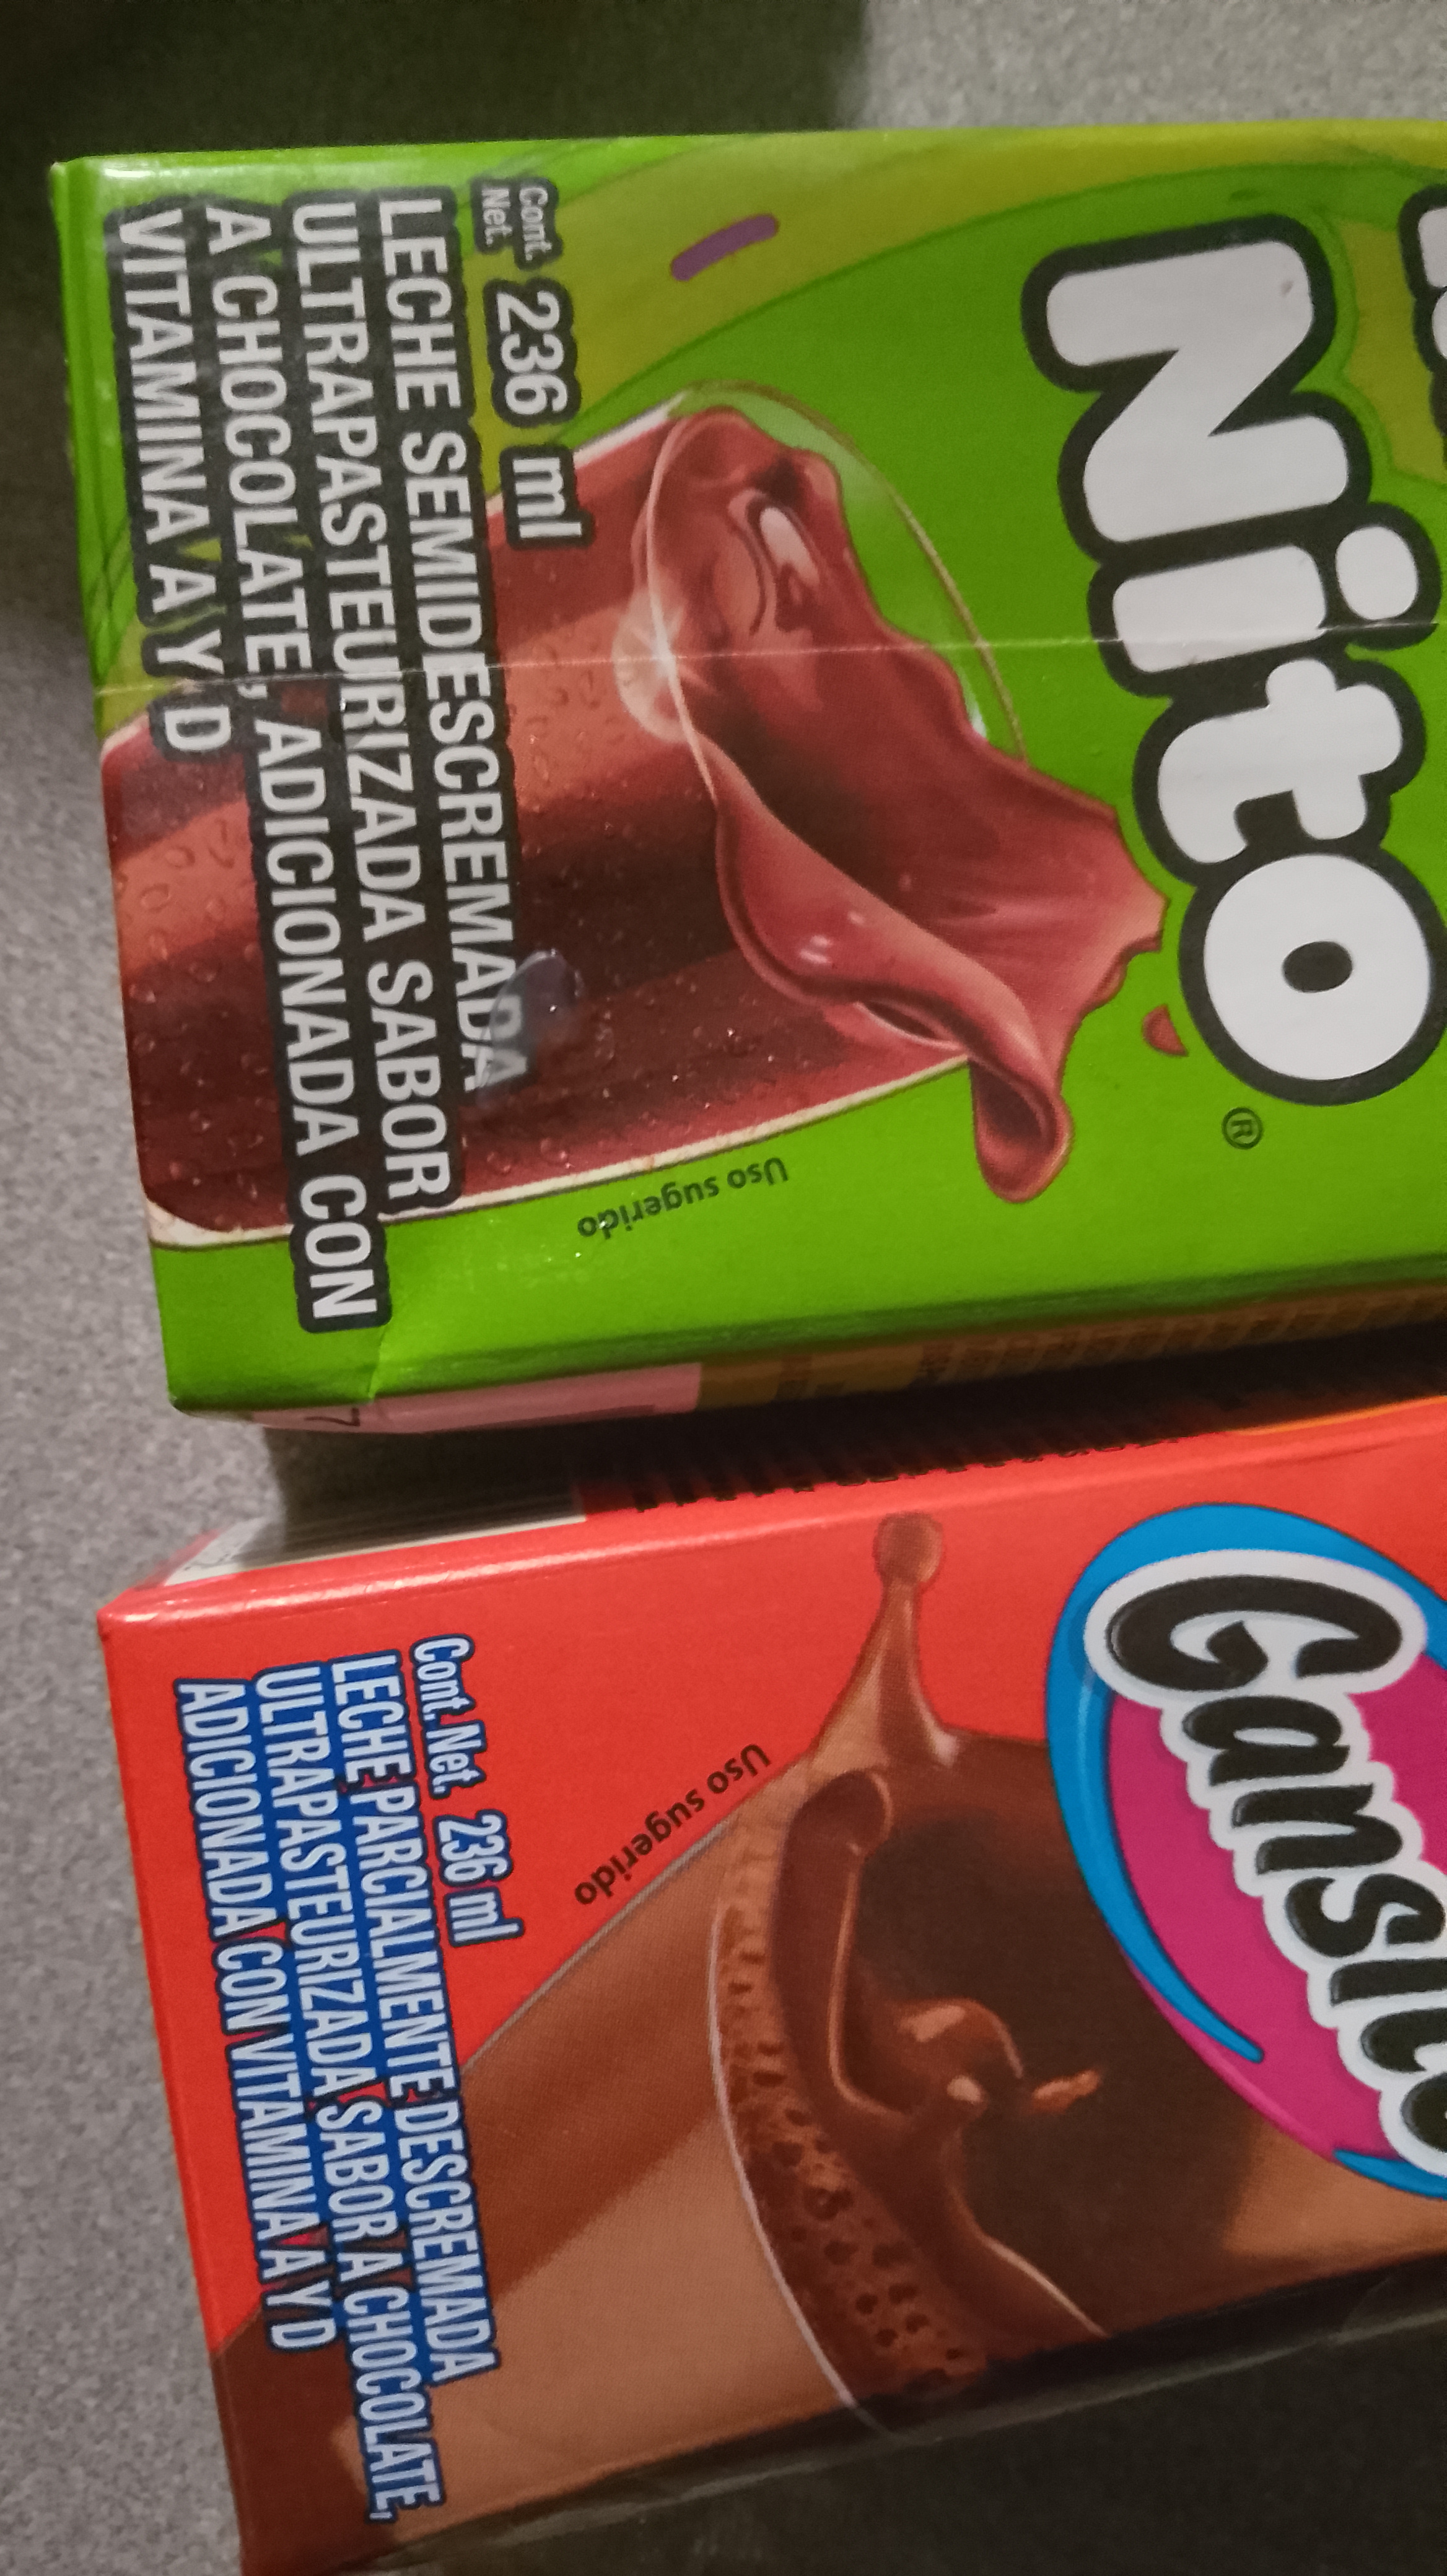 Nito
®
Uso sugerido
Cont. Net. 236 ml
LECHE SEMIDESCREMADA
ULTRAPASTEURIZADA SABOR
A CHOCOLATE, ADICIONADA CON
VITAMINA A Y D
Gansito
Uso sugerido
Cont. Net. 236 ml
LECHE PARCIALMENTE DESCREMADA
ULTRAPASTEURIZADA SABOR A CHOCOLATE,
ADICIONADA CON VITAMINA A Y D